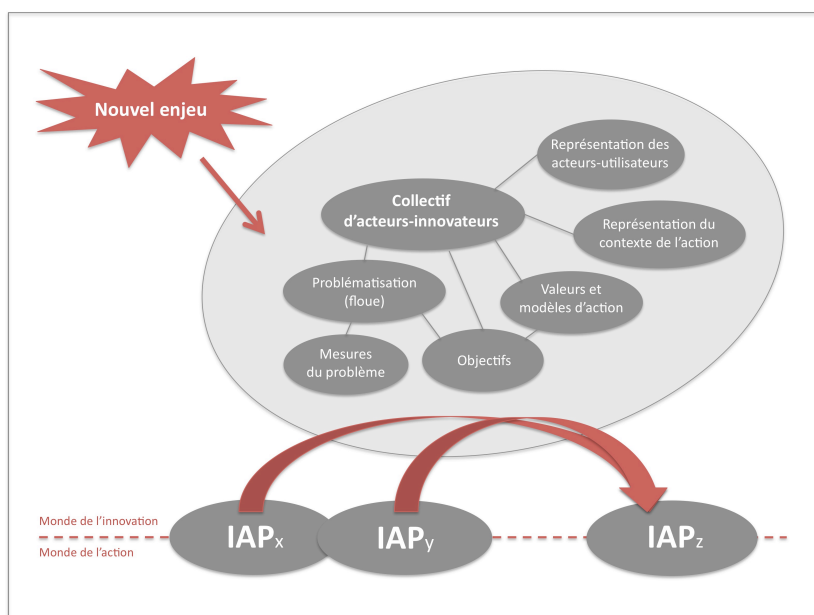 Nouvel enjeu
Représentation des
acteurs-utilisateurs
Collectif
d’acteurs-innovateurs
Représentation du
contexte de l’action
Problématisation
(floue)
Valeurs et
modèles d’action
Mesures
du problème
Objectifs
Monde de l’innovation
Monde de l’action
IAPx
IAPy
IAPz